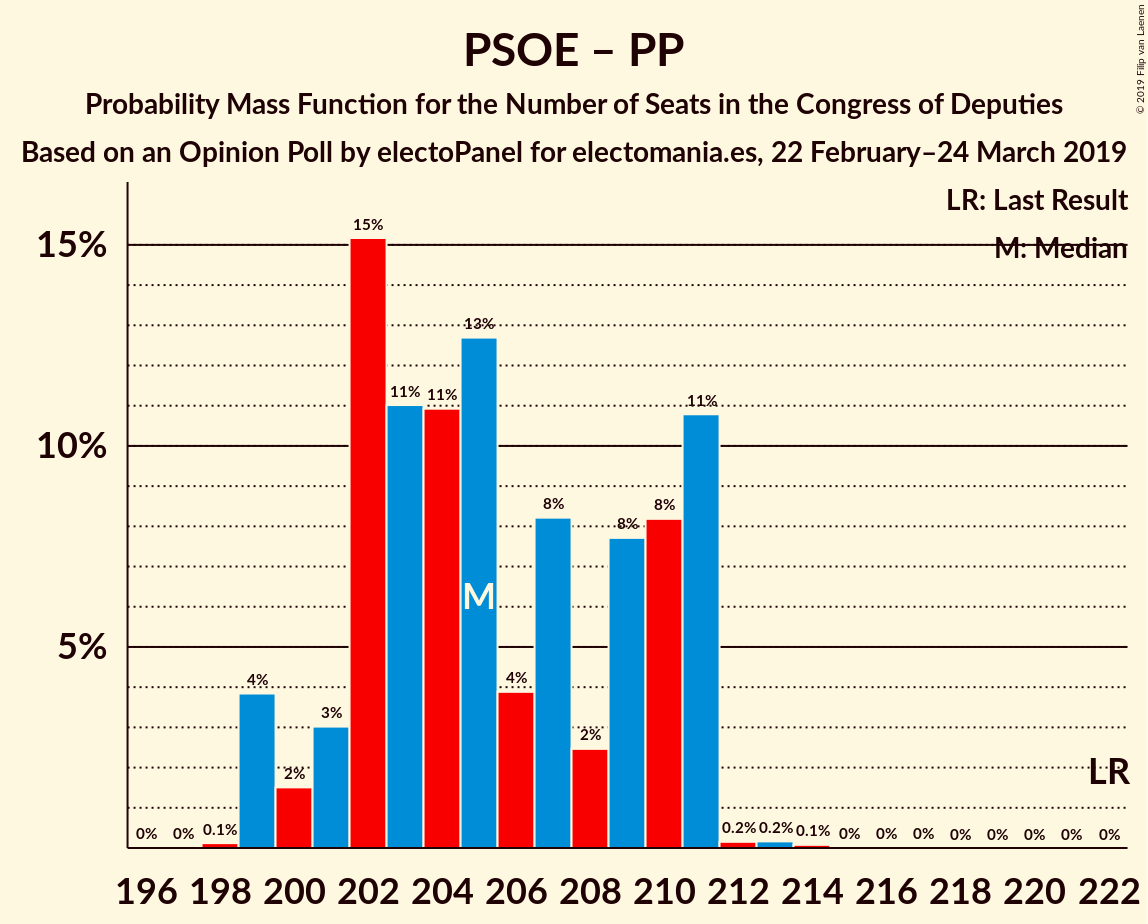 PSOE – PP
Probability Mass Function for the Number of Seats in the Congress of Deputies
Based on an Opinion Poll by electoPanel for electomania.es, 22 February–24 March 2019
© 2019 Filip van Laenen
LR: Last Result
M: Median
15%
10%
5%
0% 0% 0.1% 4% 2% 3% 15% 11% 11% 13% 4% 8% 2% 8% 8% 11% 0.2% 0.2% 0.1% 0% 0% 0% 0% 0% 0% 0% 0%
M
LR
196 198 200 202 204 206 208 210 212 214 216 218 220 222